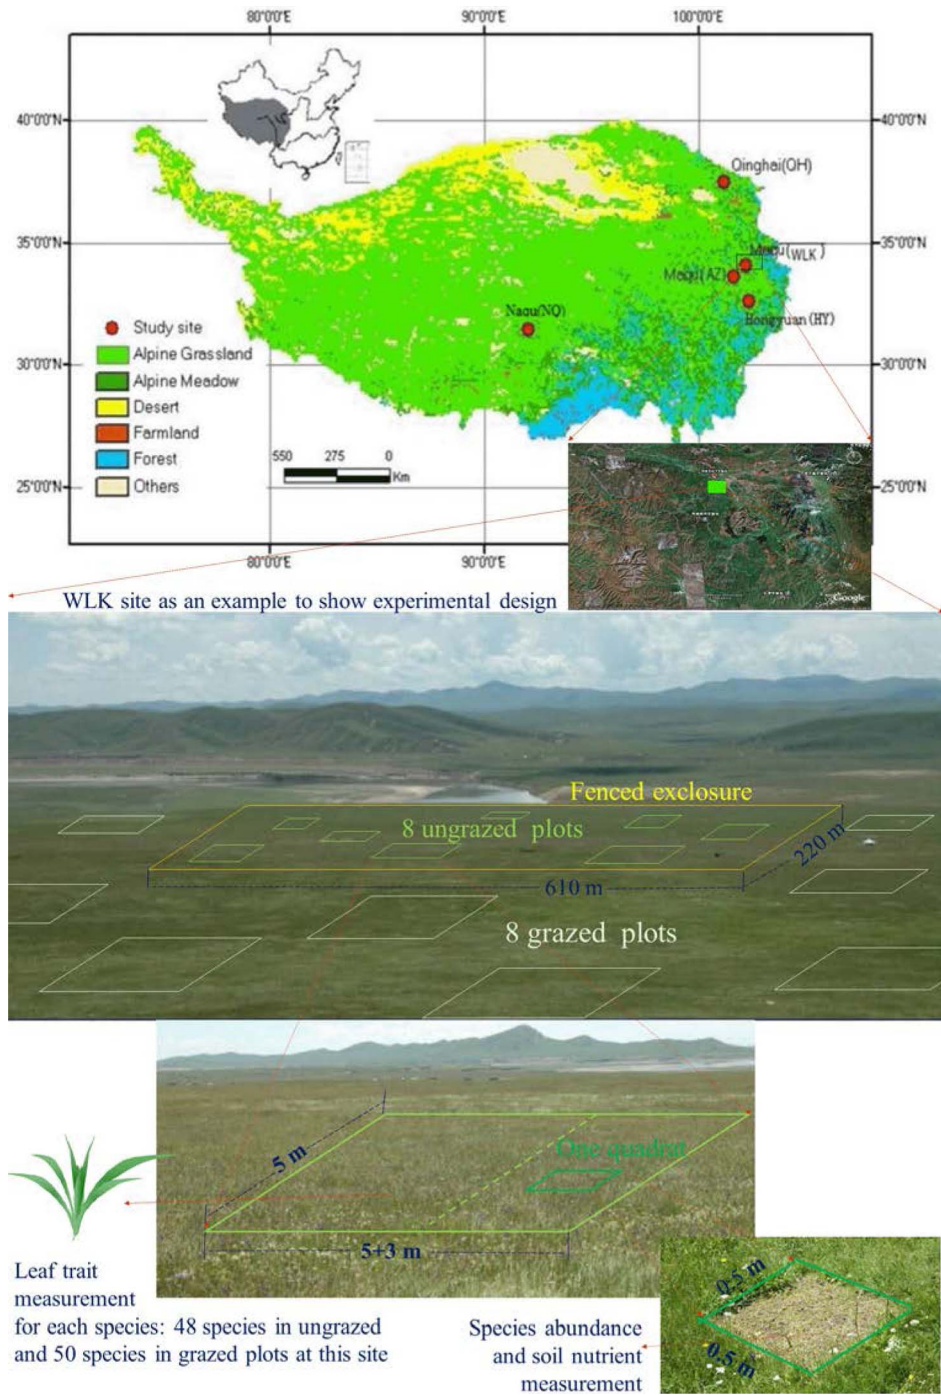 80°0'0"E 90°0'0"E 100°0'0"E
40°0'0"N 40°0'0"N
Qinghai(QH)
35°0'0"N 35°0'0"N
Maqu(WLK)
Maqu(AZ)
Naqu(NQ)
Hongyuan(HY)
Study site
30°0'0"N 30°0'0"N
Alpine Grassland
Alpine Meadow
Desert
Farmland
Forest
550 275 0
Km
Others
25°0'0"N 25°0'0"N
80°0'0"E 90°0'0"E
Google
WLK site as an example to show experimental design
Fenced exclosure
8 ungrazed plots
220 m
610 m
8 grazed plots
One quadrat
5 m
5+3 m
Leaf trait
measurement
for each species: 48 species in ungrazed
and 50 species in grazed plots at this site
0.5 m
0.5 m
Species abundance
and soil nutrient
measurement